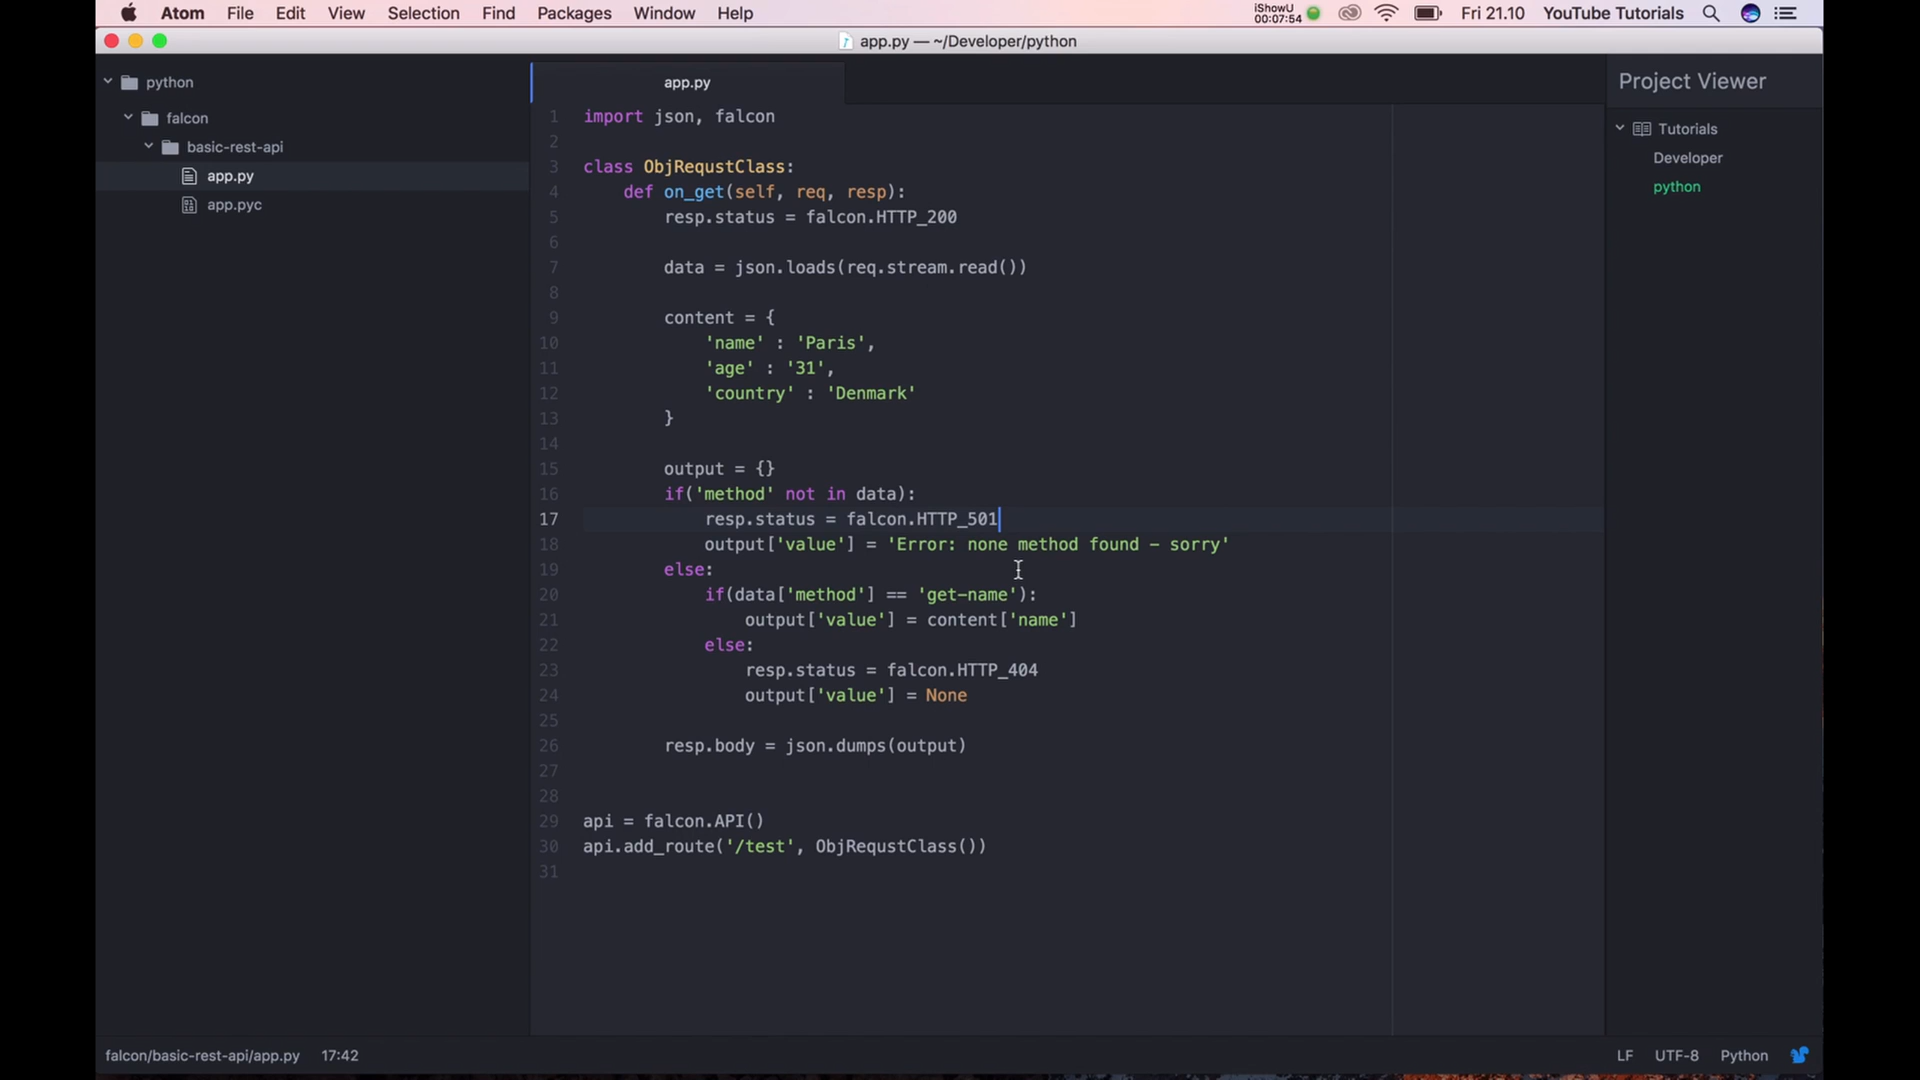 Atom File Edit View Selection Find Packages Window Help iShowU 00:07:54 Fri 21.10 YouTube Tutorials
app.py — ~/Developer/python
python
falcon
basic-rest-api
app.py
app.pyc
app.py
1 import json, falcon
2
3 class ObjRequstClass:
4 def on_get(self, req, resp):
5 resp.status = falcon.HTTP_200
6
7 data = json.loads(req.stream.read())
8
9 content = {
10 'name' : 'Paris',
11 'age' : '31',
12 'country' : 'Denmark'
13 }
14
15 output = {}
16 if('method' not in data):
17 resp.status = falcon.HTTP_501
18 output['value'] = 'Error: none method found - sorry'
19 else:
20 if(data['method'] == 'get-name'):
21 output['value'] = content['name']
22 else:
23 resp.status = falcon.HTTP_404
24 output['value'] = None
25
26 resp.body = json.dumps(output)
27
28
29 api = falcon.API()
30 api.add_route('/test', ObjRequstClass())
31
Project Viewer
Tutorials
Developer
python
falcon/basic-rest-api/app.py 17:42 LF UTF-8 Python